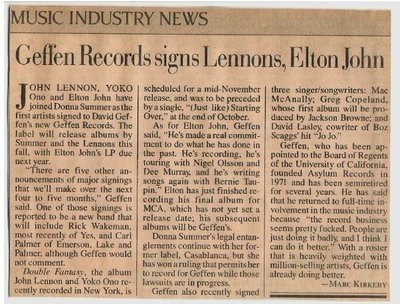 MUSIC INDUSTRY NEWS
Geffen Records signs Lennons, Elton John
JOHN LENNON, YOKO
Ono and Elton John have
joined Donna Summer as the
first artists signed to David Gef-
fen's new Geffen Records. The
label will release albums by
Summer and the Lennons this
fall, with Elton John's LP due
next year.
"There are five other an-
nouncements of major signings
that we'll make over the next
four to five months," Geffen
said. One of those signings is
reported to be a new band that
will include Rick Wakeman,
most recently of Yes, and Carl
Palmer of Emerson, Lake and
Palmer, although Geffen would
not comment.
Double Fantasy, the album
John Lennon and Yoko Ono re-
cently recorded in New York, is
scheduled for a mid-November
release, and was to be preceded
by a single, "(Just like) Starting
Over," at the end of October.
As for Elton John, Geffen
said, "He's made a real commit-
ment to do what he has done in
the past. He's recording, he's
touring with Nigel Olsson and
Dee Murray, and he's writing
songs again with Bernie Tau-
pin." Elton has just finished re-
cording his final album for
MCA, which has not yet set a
release date; his subsequent
albums will be Geffen's.
Donna Summer's legal entan-
glements continue with her for-
mer label, Casablanca, but she
has won a ruling that permits her
to record for Geffen while those
lawsuits are in progress.
Geffen also recently signed
three singer/songwriters: Mac
McAnally; Greg Copeland,
whose first album will be pro-
duced by Jackson Browne; and
David Lasley, cowriter of Boz
Scaggs' hit "Jo Jo."
Geffen, who has been ap-
pointed to the Board of Regents
of the University of California,
founded Asylum Records in
1971 and has been semiretired
for several years. He has said
that he returned to full-time in-
volvement in the music industry
because "the record business
seems pretty fucked. People are
just doing it badly, and I think I
can do it better." With a roster
that is heavily weighted with
million-selling artists, Geffen is
already doing better.
—MARC KIRKEBY